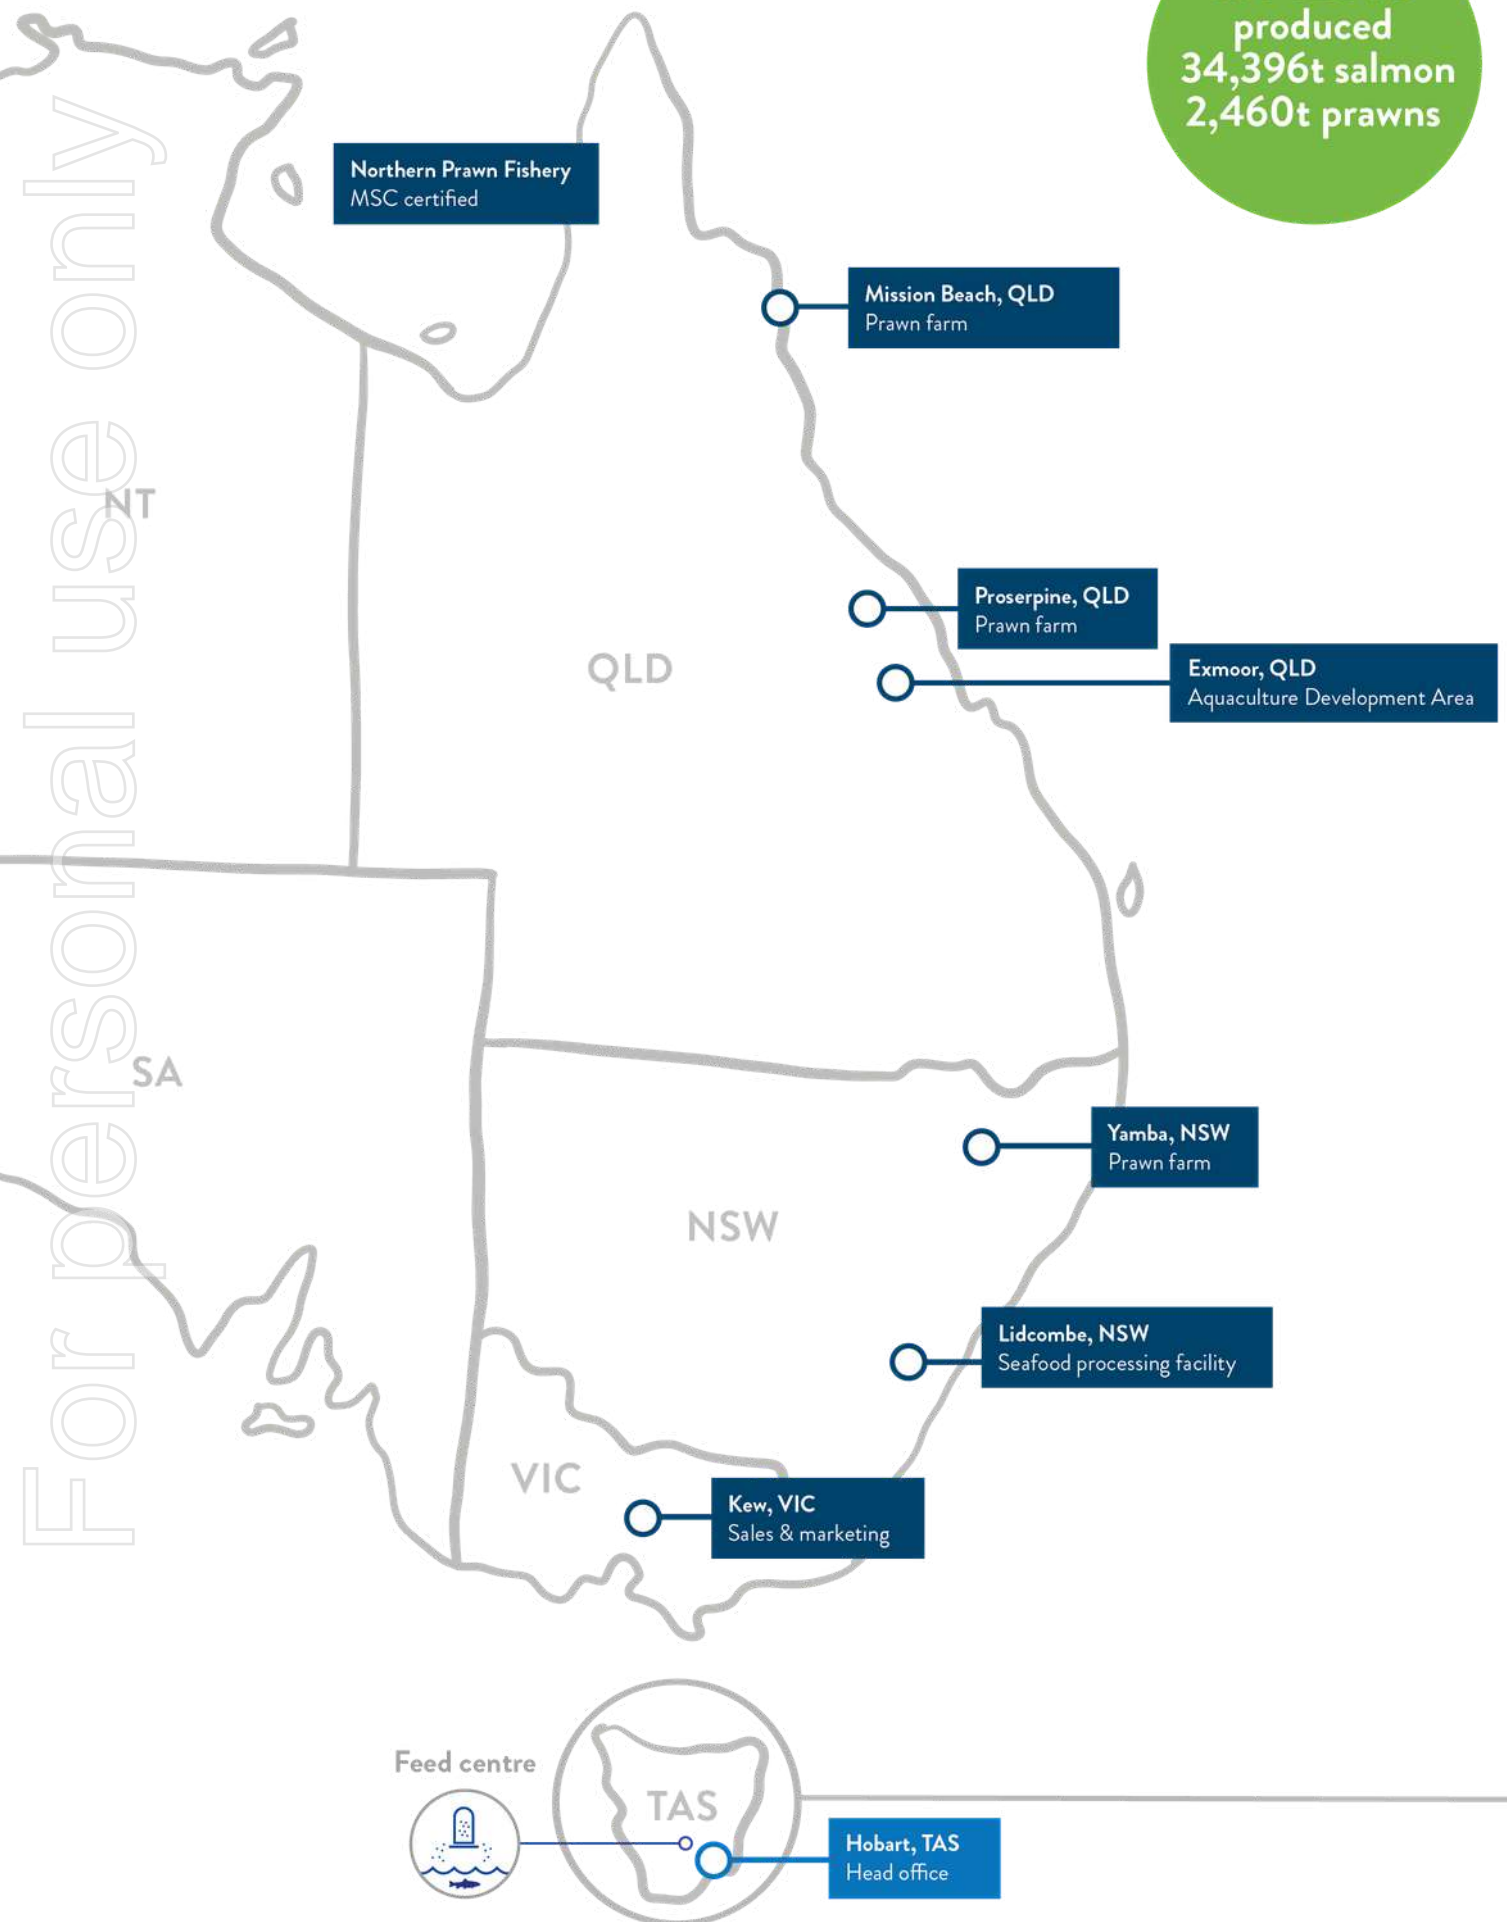 produced
34,396t salmon
2,460t prawns
Northern Prawn Fishery
MSC certified
Mission Beach, QLD
Prawn farm
NT
Proserpine, QLD
Prawn farm
QLD
Exmoor, QLD
Aquaculture Development Area
SA
Yamba, NSW
Prawn farm
NSW
Lidcombe, NSW
Seafood processing facility
VIC
Kew, VIC
Sales & marketing
Feed centre
TAS
Hobart, TAS
Head office
For personal use only